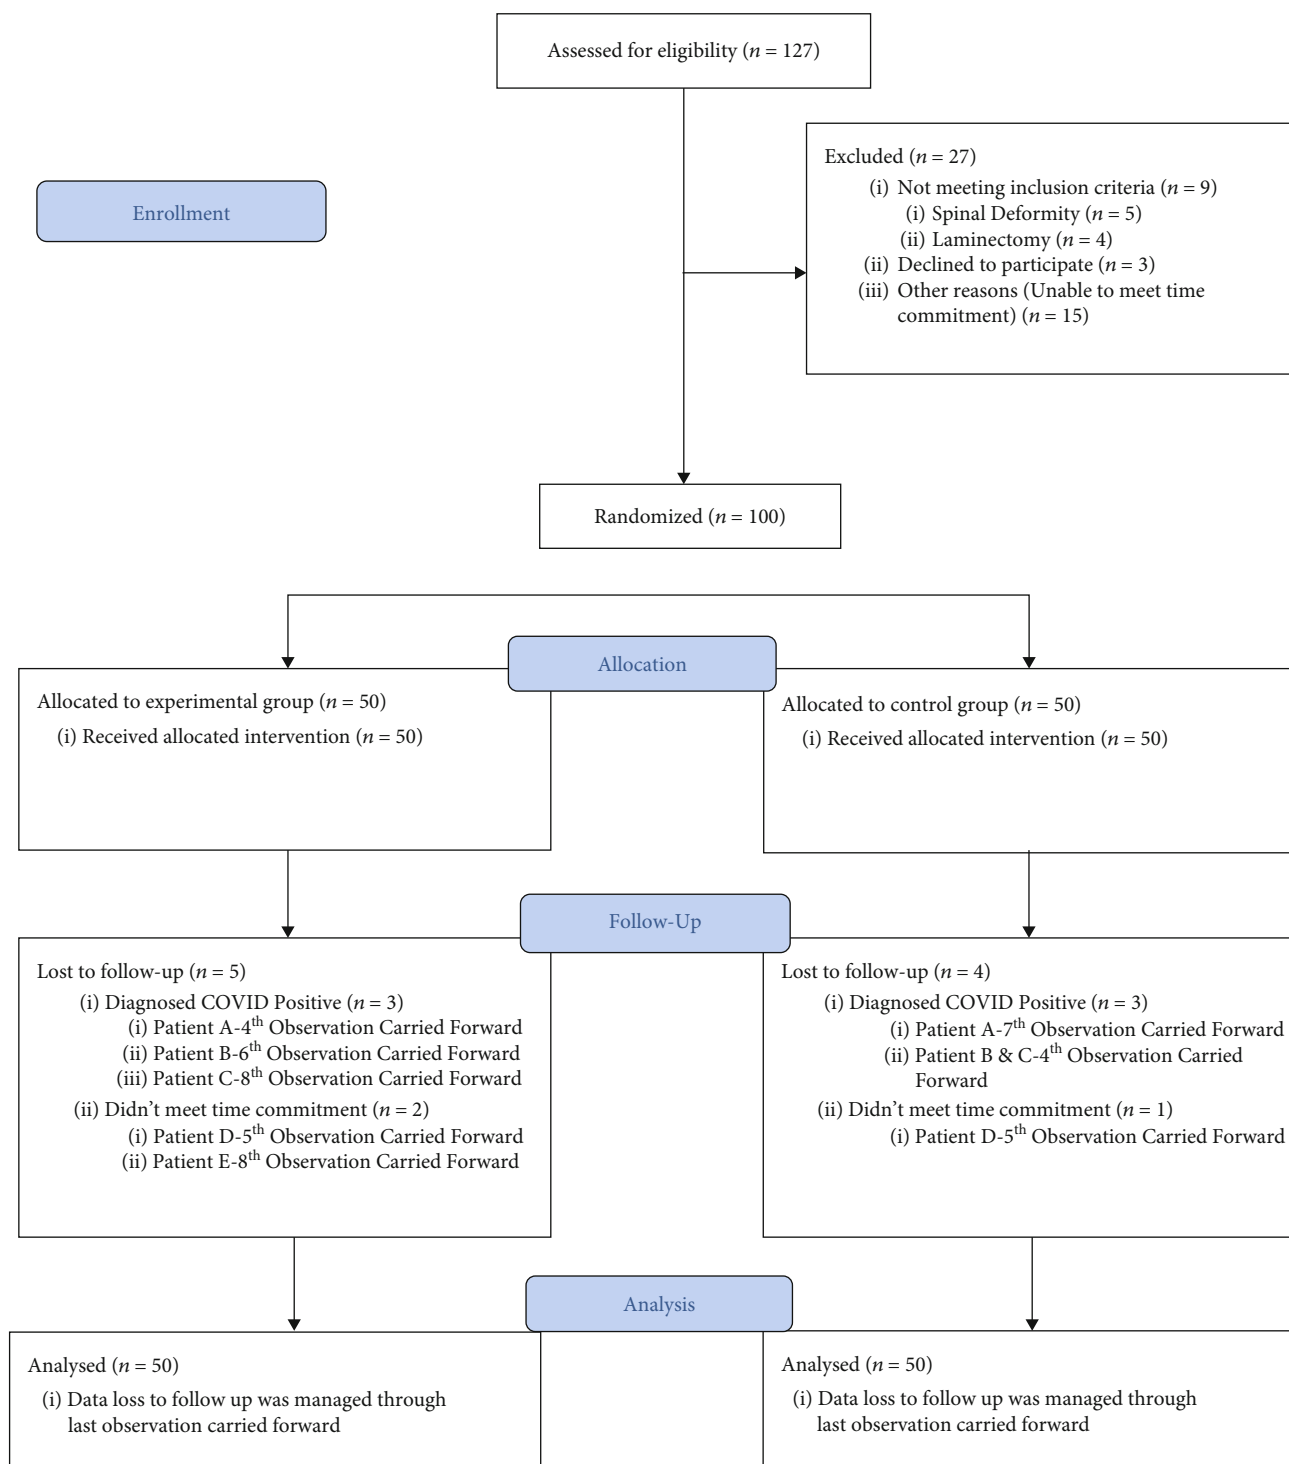 Assessed for eligibility (n = 127)
Excluded (n = 27)
(i) Not meeting inclusion criteria (n = 9)
(i) Spinal Deformity (n = 5)
(ii) Laminectomy (n = 4)
(ii) Declined to participate (n = 3)
(iii) Other reasons (Unable to meet time
commitment) (n = 15)
Enrollment
Randomized (n = 100)
Allocation
Allocated to experimental group (n = 50)
(i) Received allocated intervention (n = 50)
Allocated to control group (n = 50)
(i) Received allocated intervention (n = 50)
Follow-Up
Lost to follow-up (n = 5)
(i) Diagnosed COVID Positive (n = 3)
(i) Patient A-4th Observation Carried Forward
(ii) Patient B-6th Observation Carried Forward
(iii) Patient C-8th Observation Carried Forward
(ii) Didn't meet time commitment (n = 2)
(i) Patient D-5th Observation Carried Forward
(ii) Patient E-8th Observation Carried Forward
Lost to follow-up (n = 4)
(i) Diagnosed COVID Positive (n = 3)
(i) Patient A-7th Observation Carried Forward
(ii) Patient B & C-4th Observation Carried
Forward
(ii) Didn't meet time commitment (n = 1)
(i) Patient D-5th Observation Carried Forward
Analysis
Analysed (n = 50)
(i) Data loss to follow up was managed through
last observation carried forward
Analysed (n = 50)
(i) Data loss to follow up was managed through
last observation carried forward